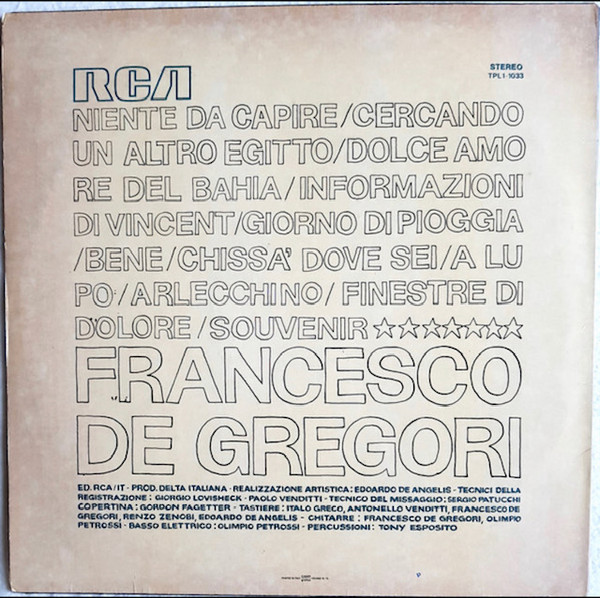 RCA
STEREO
TPL 1-1033
NIENTE DA CAPIRE/CERCANDO
UN ALTRO EGITTO/DOLCE AMO
RE DEL BAHIA/INFORMAZIONI
DI VINCENT/GIORNO DI PIOGGIA
/BENE/CHISSA' DOVE SEI/A LU
PO/ARLECCHINO/ FINESTRE DI
DOLORE/SOUVENIR ☆☆☆☆☆☆☆
FRANCESCO
DE GREGORI
ED. RCA/IT - PROD. DELTA ITALIANA - REALIZZAZIONE ARTISTICA: EDOARDO DE ANGELIS - TECNICI DELLA
REGISTRAZIONE: GIORGIO LOVISHECK - PAOLO VENDITTI - TECNICO DEL MISSAGGIO: SERGIO PATUCCHI
COPERTINA: GORDON FAGETTER - TASTIERE: ITALO GRECO, ANTONELLO VENDITTI, FRANCESCO DE
GREGORI, RENZO ZENOBI, EDOARDO DE ANGELIS - CHITARRE: FRANCESCO DE GREGORI, OLIMPIO
PETROSSI - BASSO ELETTRICO: OLIMPIO PETROSSI - PERCUSSIONI: TONY ESPOSITO